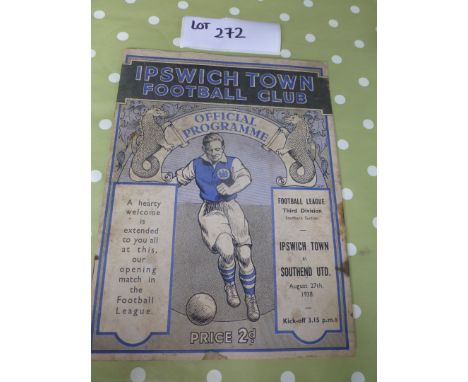 LOT 272
IPSWICH TOWN
FOOTBALL CLUB
OFFICIAL
PROGRAMME
A hearty
welcome
is
extended
to you all
at this,
our
opening
match in
the
Football
League.
FOOTBALL LEAGUE
Third Division
Southern Section
IPSWICH TOWN
v
SOUTHEND UTD.
August 27th,
1938
Kick-off 3.15 p.m.
PRICE 2d